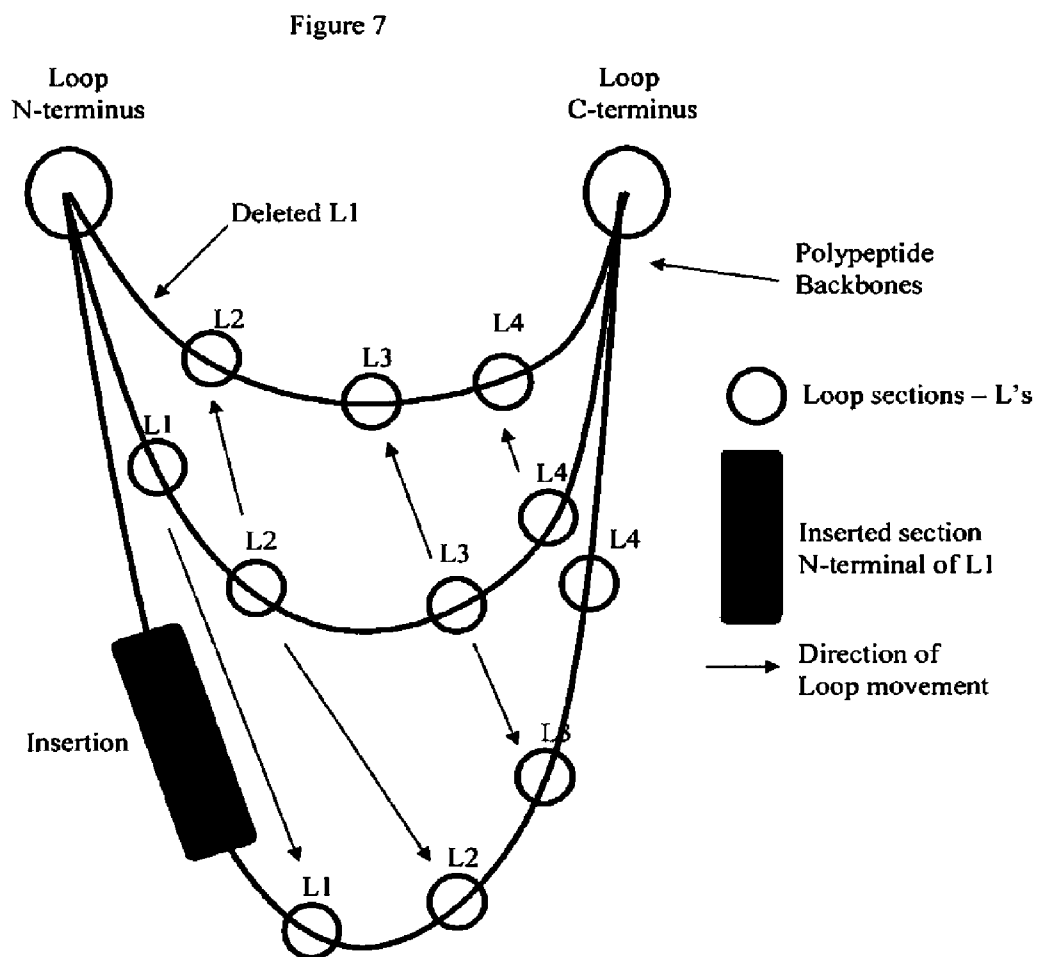 Figure 7
Loop
N-terminus
Loop
C-terminus
Deleted L1
Polypeptide
Backbones
L2
L3
L4
Loop sections – L's
L1
L2
L3
L4
L4
Inserted section
N-terminal of L1
Direction of
Loop movement
Insertion
L3
L2
L1